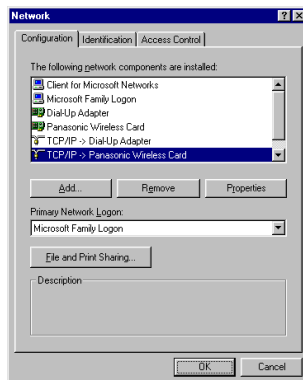 Network
Configuration Identification Access Control
The following network components are installed:
Client for Microsoft Networks
Microsoft Family Logon
Dial-Up Adapter
Panasonic Wireless Card
TCP/IP -> Dial-Up Adapter
TCP/IP -> Panasonic Wireless Card
Add... Remove Properties
Primary Network Logon:
Microsoft Family Logon
File and Print Sharing...
Description
OK Cancel